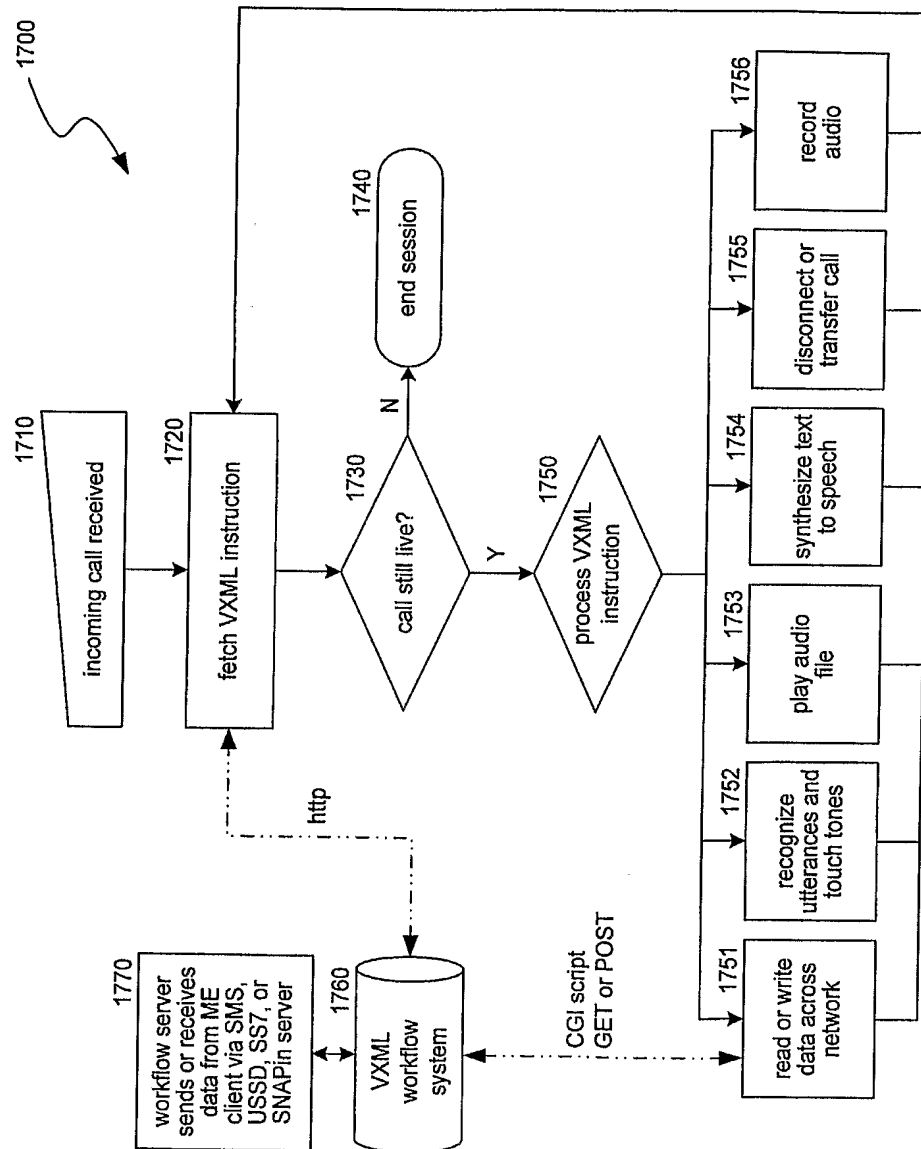 1700
1710
incoming call received
1720
fetch VXML instruction
1730
call still live?
N
1740
end session
Y
1750
process VXML
instruction
http
1770
workflow server
sends or receives
data from ME
client via SMS,
USSD, SS7, or
SNAPin server
1760
VXML
workflow
system
CGI script
GET or POST
1751
read or write
data across
network
1752
recognize
utterances and
touch tones
1753
play audio
file
1754
synthesize text
to speech
1755
disconnect or
transfer call
1756
record
audio